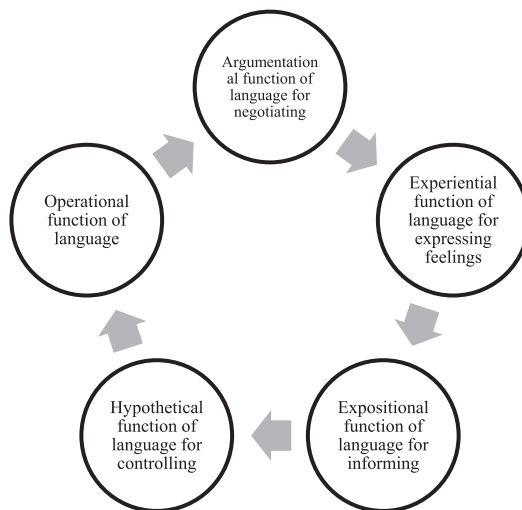 Argumentation
al function of
language for
negotiating
Experiential
function of
language for
expressing
feelings
Expositional
function of
language for
informing
Hypothetical
function of
language for
controlling
Operational
function of
language